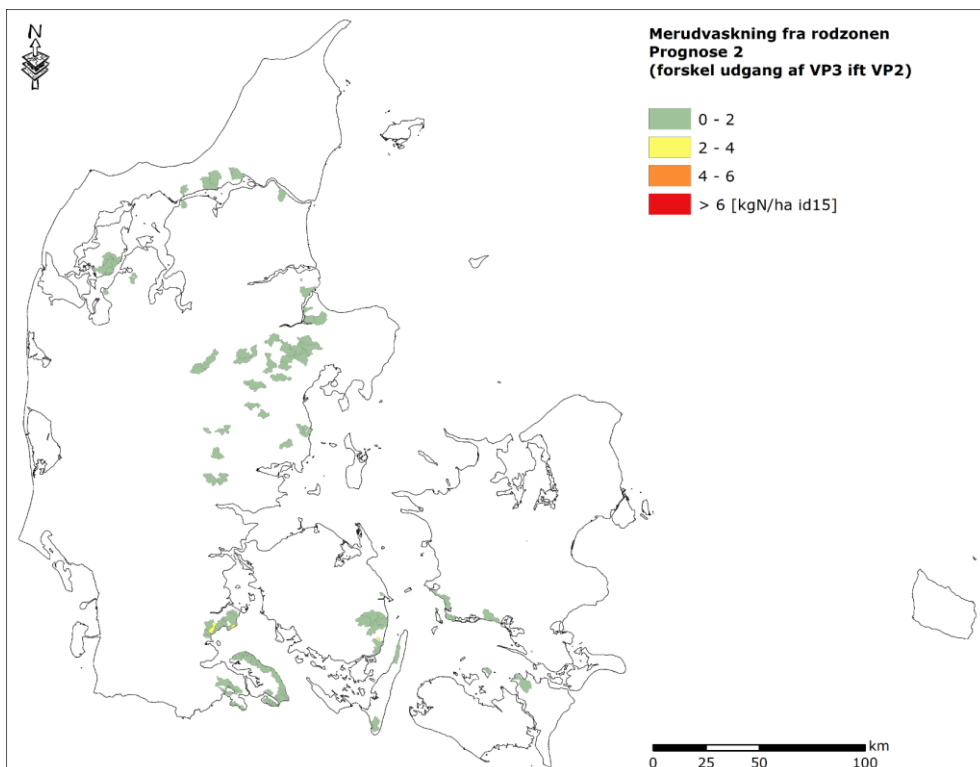 N
Merudvaskning fra rodzonen
Prognose 2
(forskel udgang af VP3 ift VP2)
0 - 2
2 - 4
4 - 6
> 6 [kgN/ha id15]
km
0 25 50 100